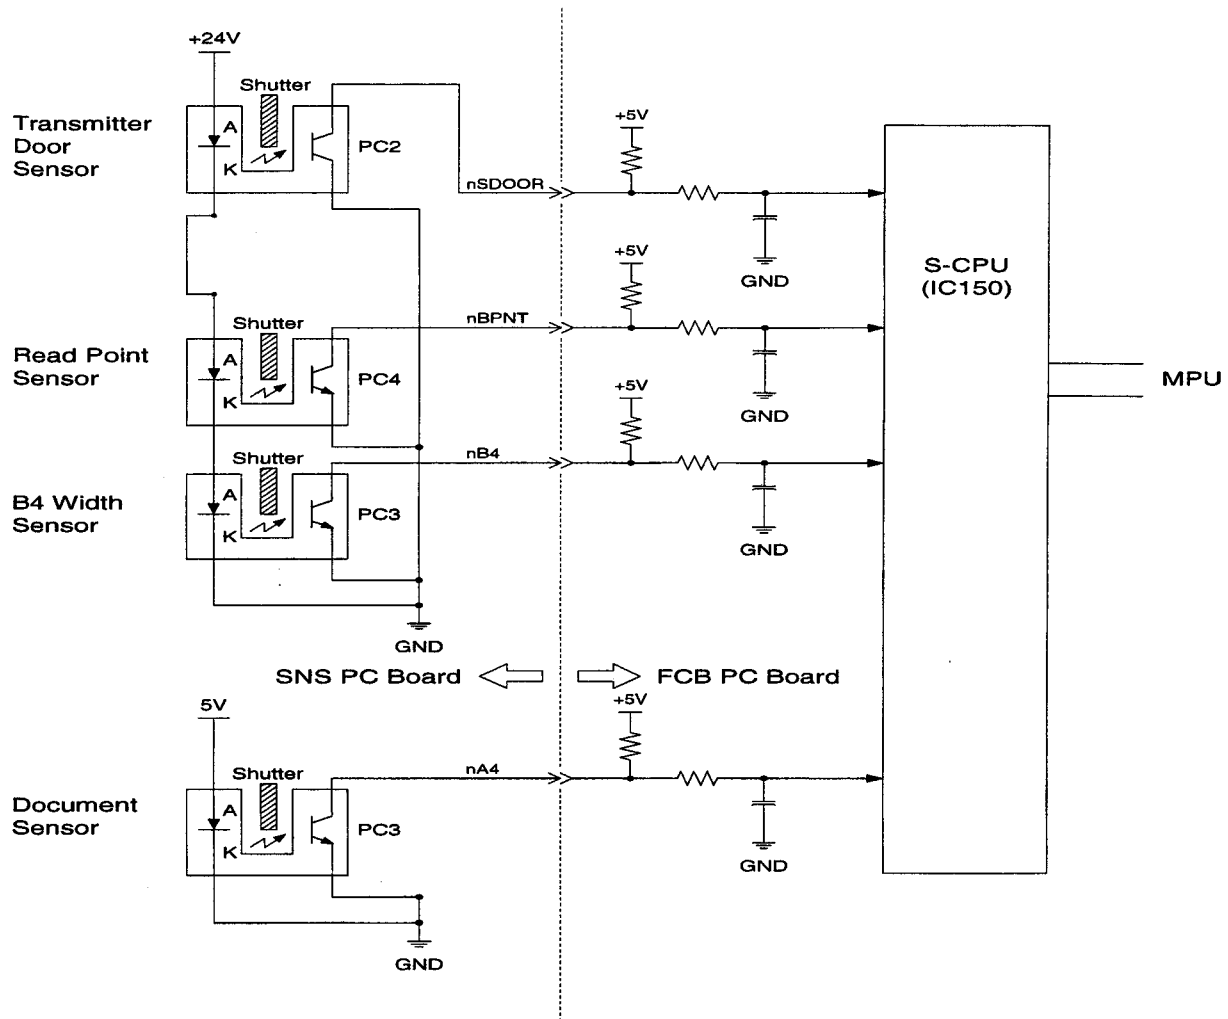 +24V
Shutter
Transmitter
Door
Sensor
A
K
PC2
nSDOOR
+5V
GND
S-CPU
(IC150)
MPU
Read Point
Sensor
Shutter
A
K
PC4
nBPNT
+5V
GND
B4 Width
Sensor
Shutter
A
K
PC3
nB4
+5V
GND
GND
SNS PC Board
FCB PC Board
5V
+5V
Document
Sensor
Shutter
A
K
PC3
nA4
GND
GND